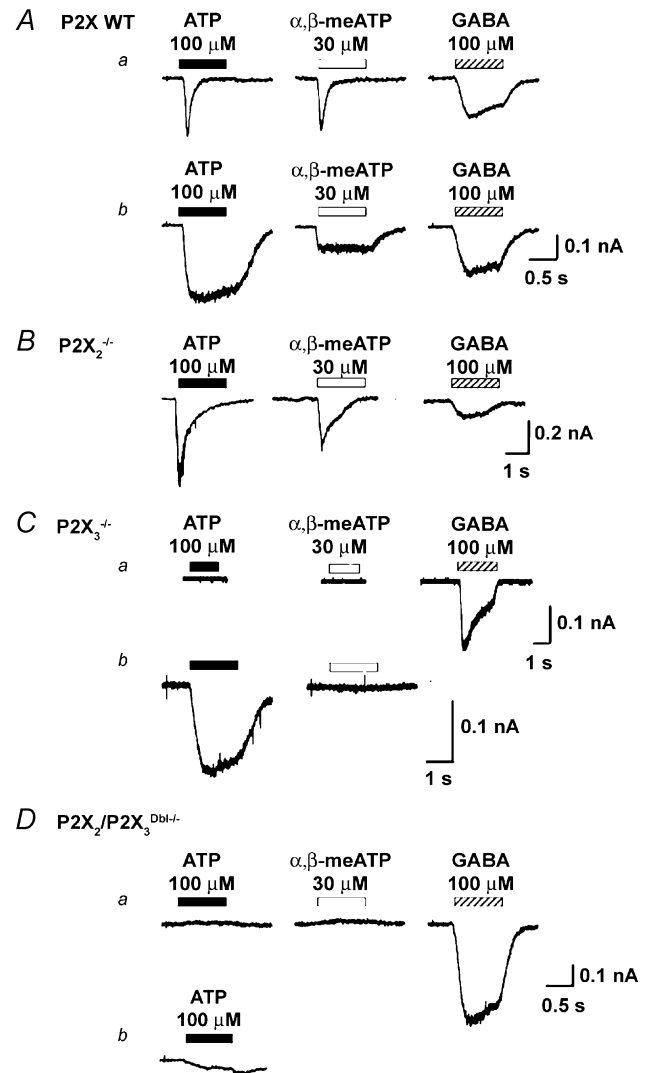 A P2X WT
ATP α,β-meATP GABA
100 μM 30 μM 100 μM
a
ATP α,β-meATP GABA
100 μM 30 μM 100 μM
b
0.1 nA
0.5 s
B P2X₂⁻/⁻
ATP α,β-meATP GABA
100 μM 30 μM 100 μM
0.2 nA
1 s
C P2X₃⁻/⁻
ATP α,β-meATP GABA
100 μM 30 μM 100 μM
a
0.1 nA
1 s
b
0.1 nA
1 s
D P2X₂/P2X₃Dbl-/-
ATP α,β-meATP GABA
100 μM 30 μM 100 μM
a
0.1 nA
0.5 s
ATP
100 μM
b